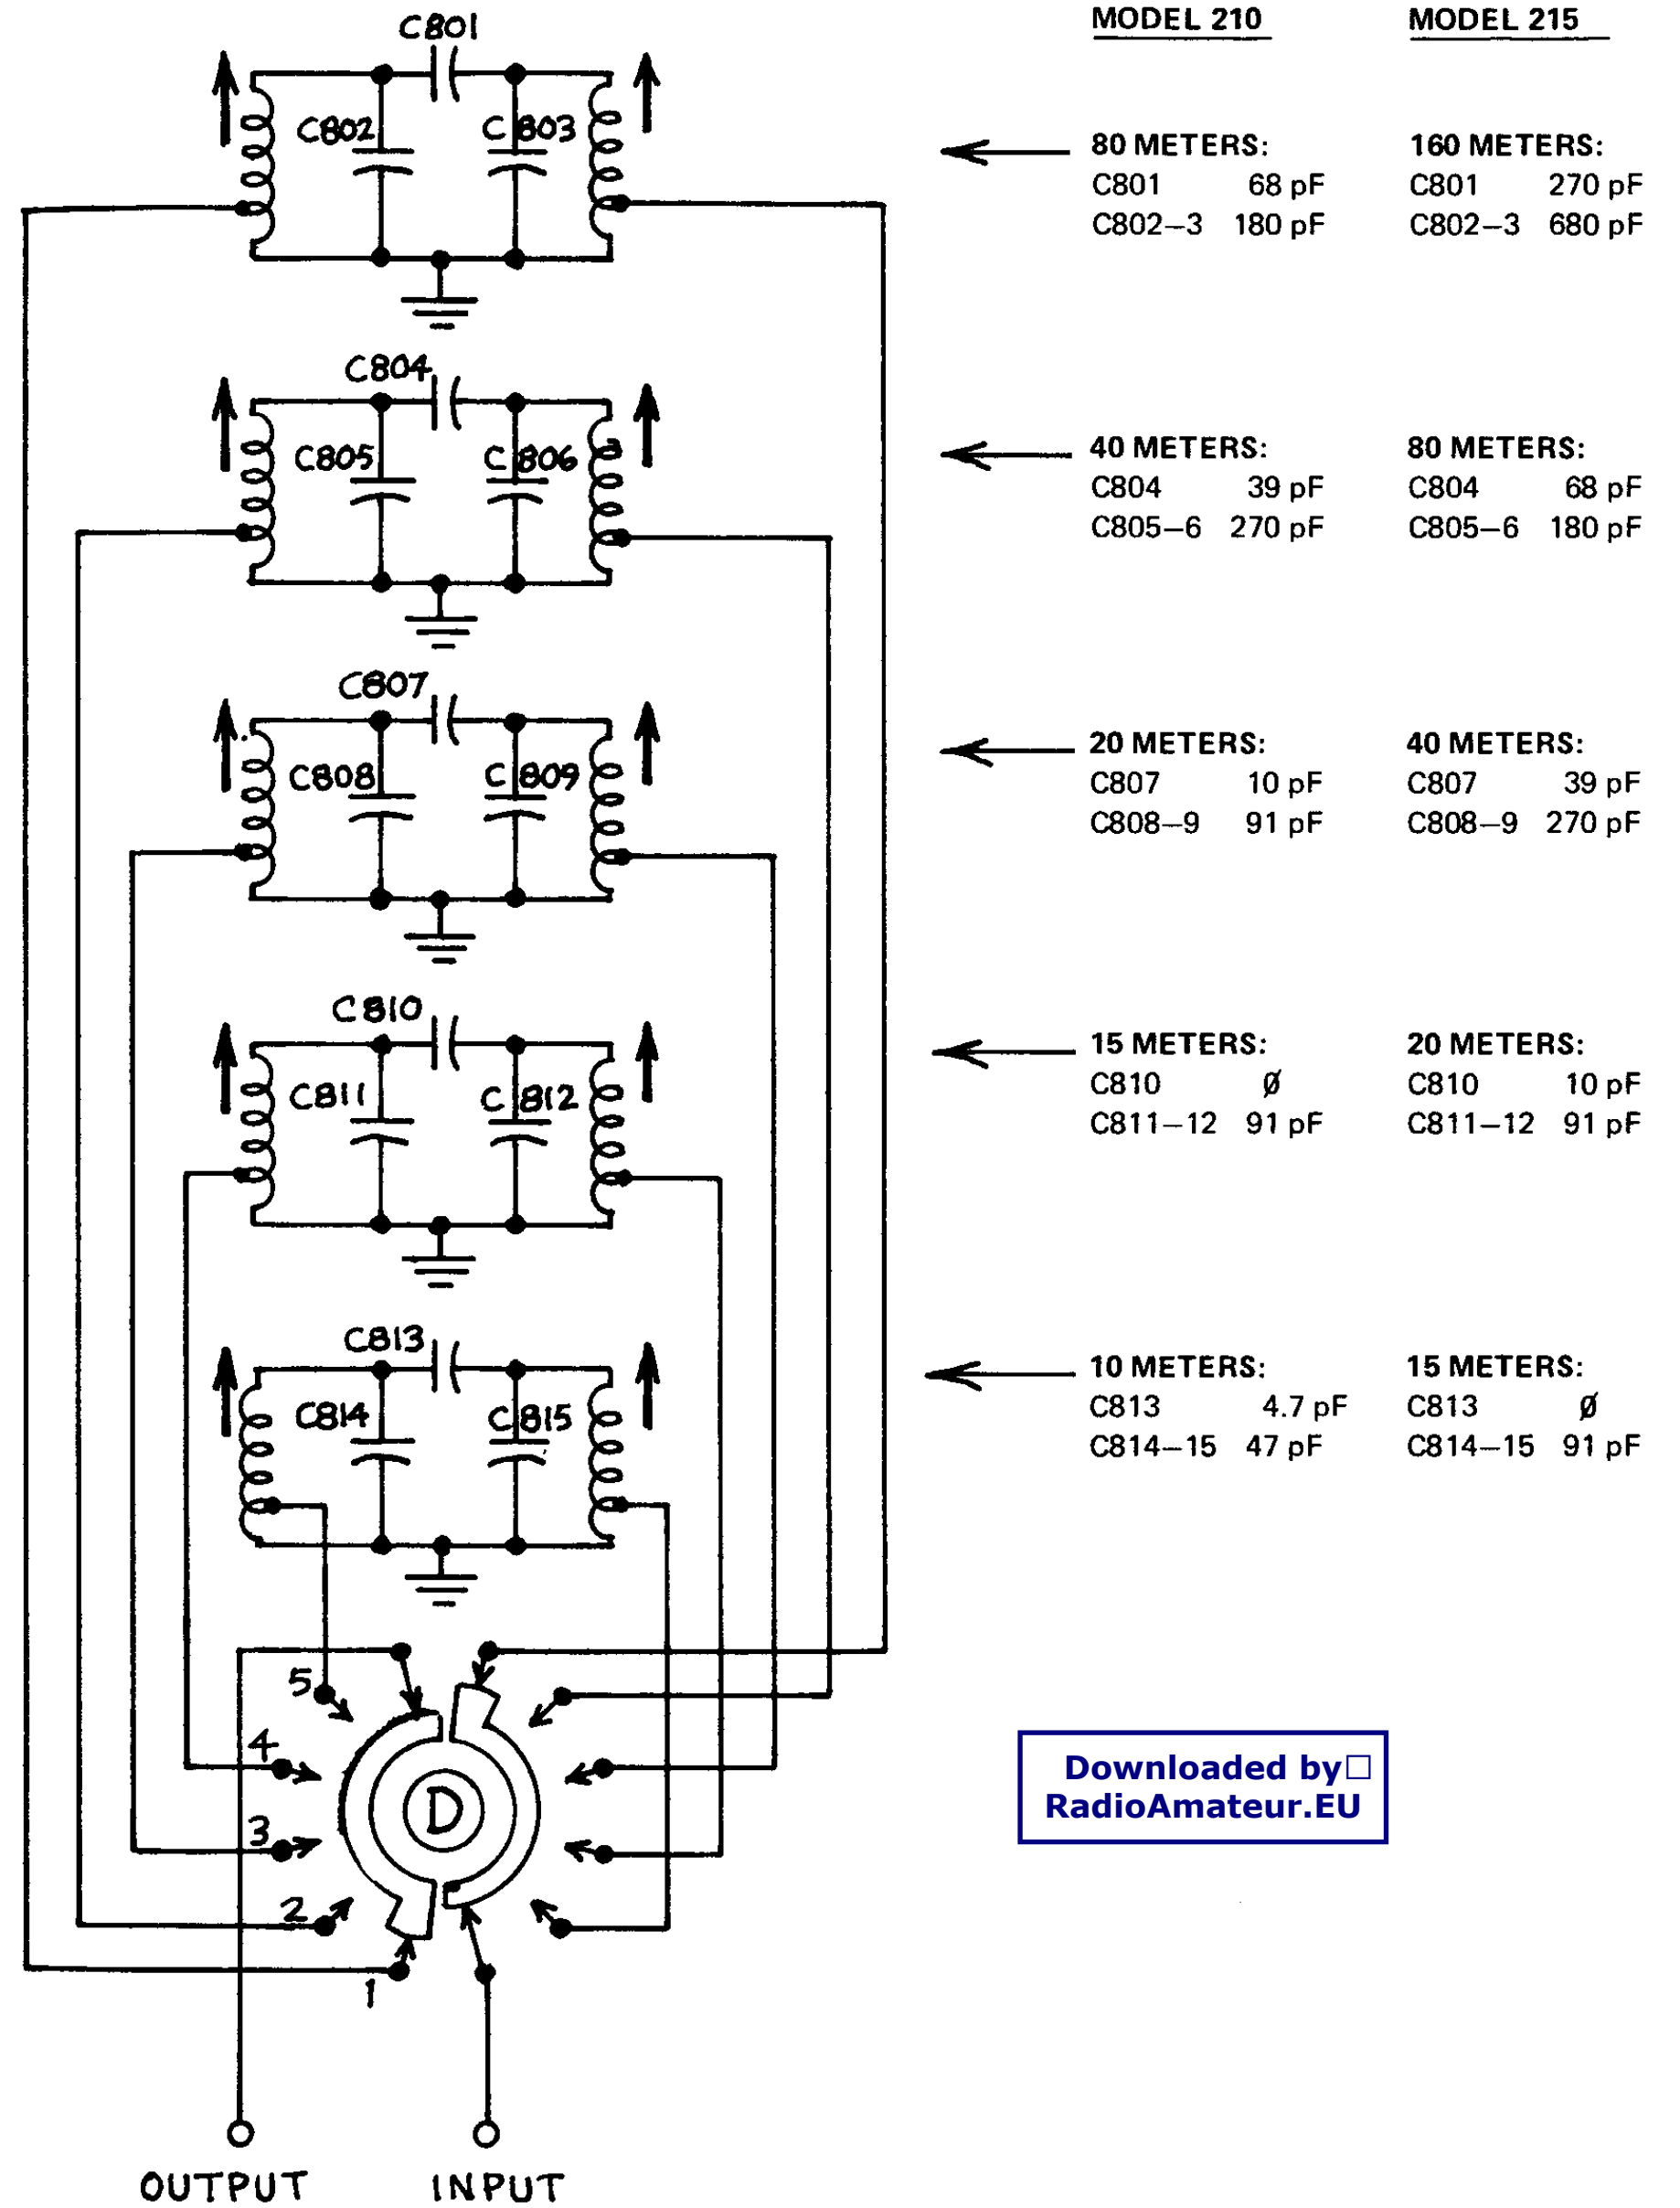 MODEL 210 MODEL 215
C801
C802 C803
80 METERS: 160 METERS:
C801 68 pF C801 270 pF
C802–3 180 pF C802–3 680 pF
C804
C805 C806
40 METERS: 80 METERS:
C804 39 pF C804 68 pF
C805–6 270 pF C805–6 180 pF
C807
C808 C809
20 METERS: 40 METERS:
C807 10 pF C807 39 pF
C808–9 91 pF C808–9 270 pF
C810
C811 C812
15 METERS: 20 METERS:
C810 Ø C810 10 pF
C811–12 91 pF C811–12 91 pF
C813
C814 C815
10 METERS: 15 METERS:
C813 4.7 pF C813 Ø
C814–15 47 pF C814–15 91 pF
5
4
3
2
1
D
Downloaded by□
RadioAmateur.EU
OUTPUT INPUT